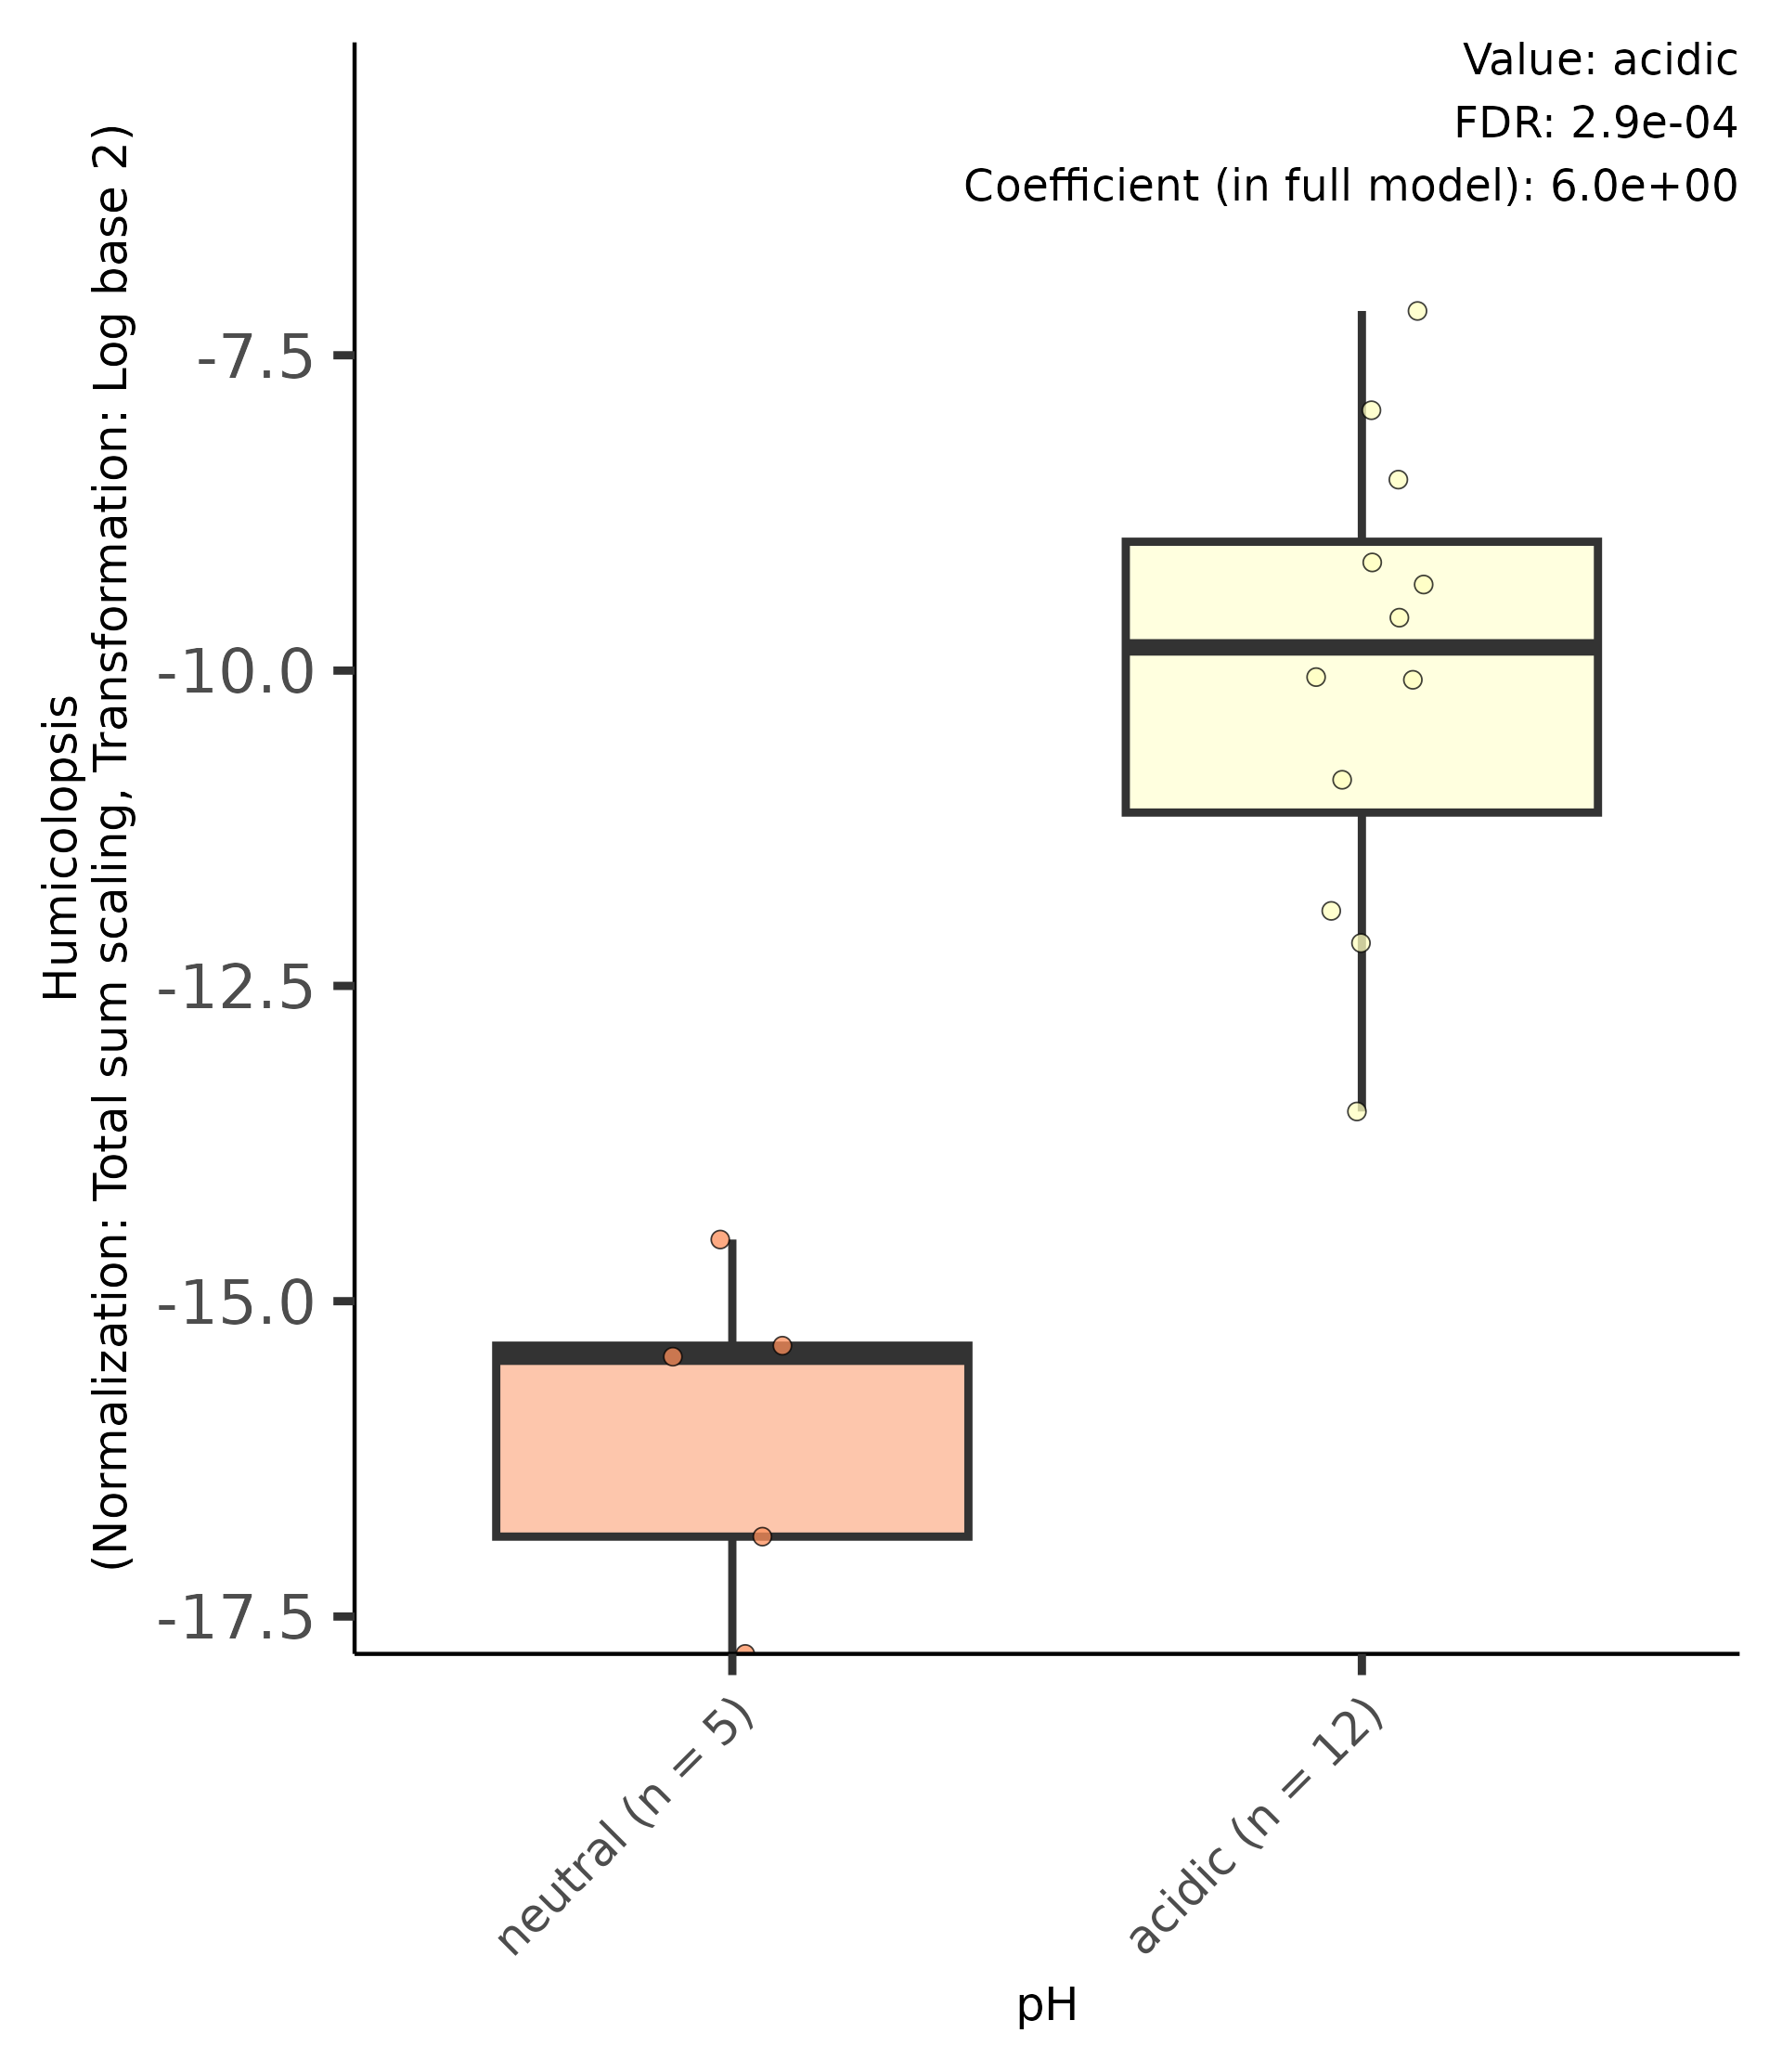 Value: acidic
FDR: 2.9e-04
Coefficient (in full model): 6.0e+00
Humicolopsis
(Normalization: Total sum scaling, Transformation: Log base 2)
-7.5
-10.0
-12.5
-15.0
-17.5
neutral (n = 5)
acidic (n = 12)
pH